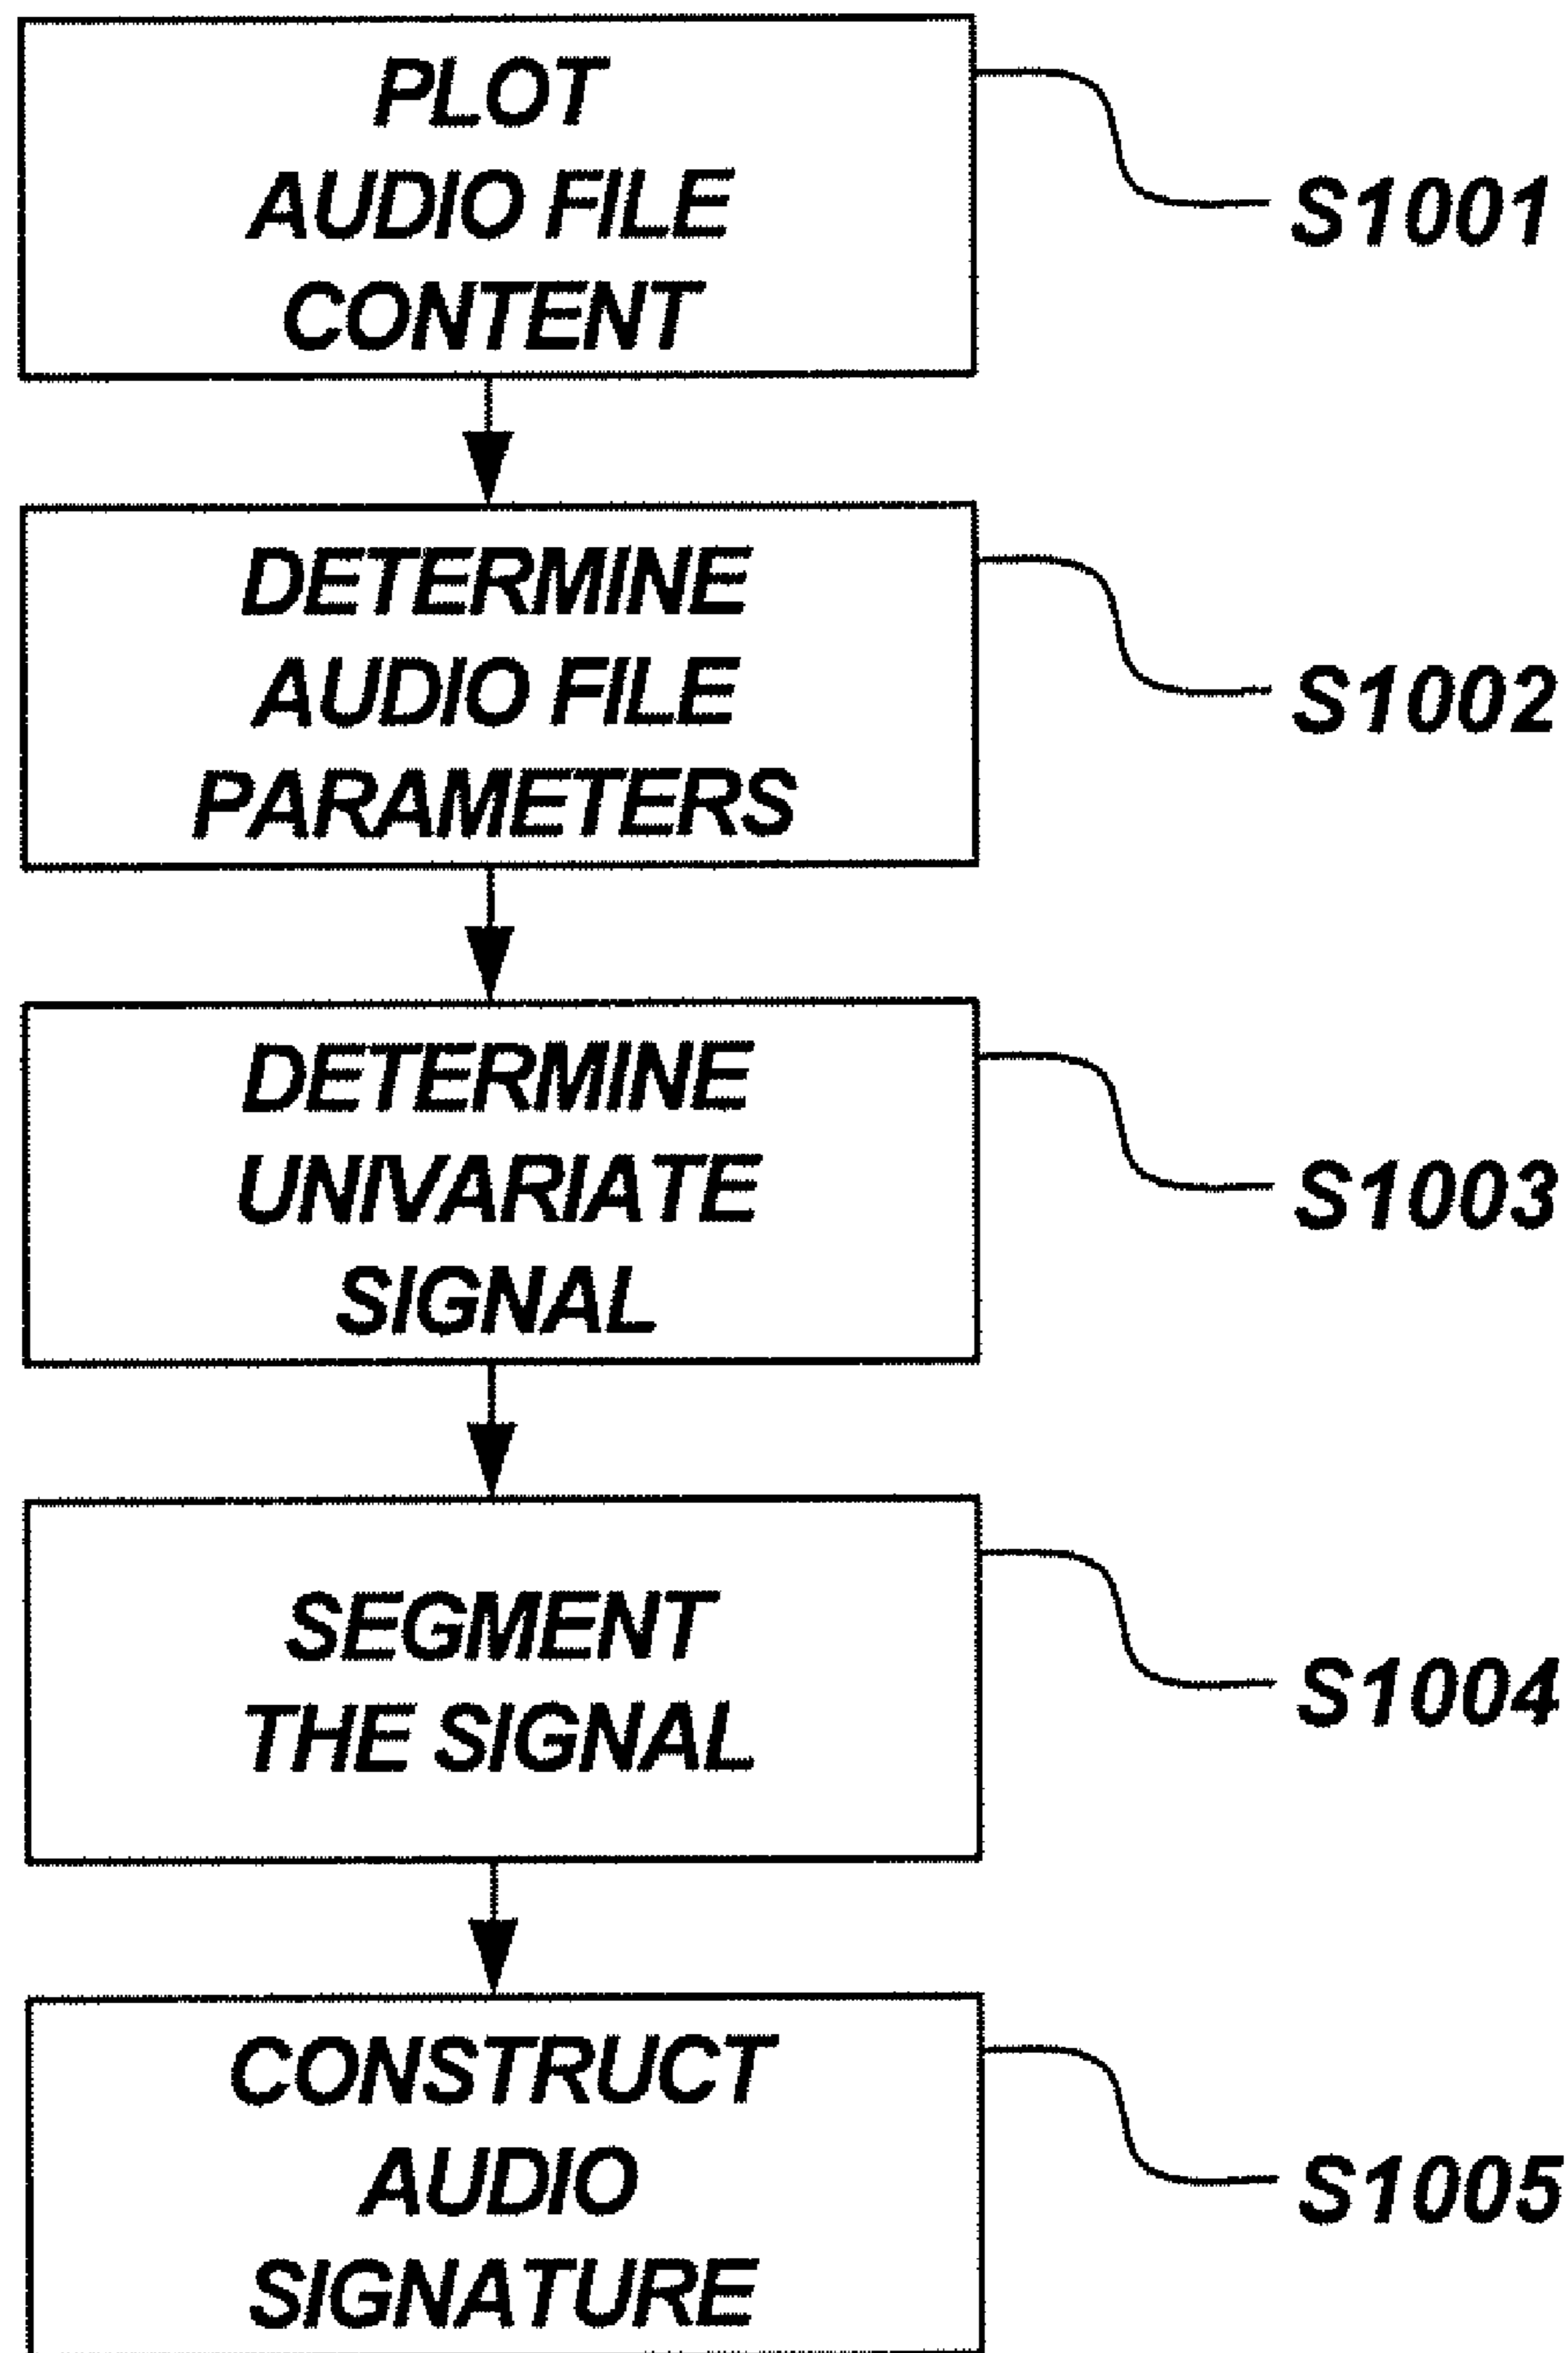 PLOT
AUDIO FILE
CONTENT
S1001
DETERMINE
AUDIO FILE
PARAMETERS
S1002
DETERMINE
UNIVARIATE
SIGNAL
S1003
SEGMENT
THE SIGNAL
S1004
CONSTRUCT
AUDIO
SIGNATURE
S1005